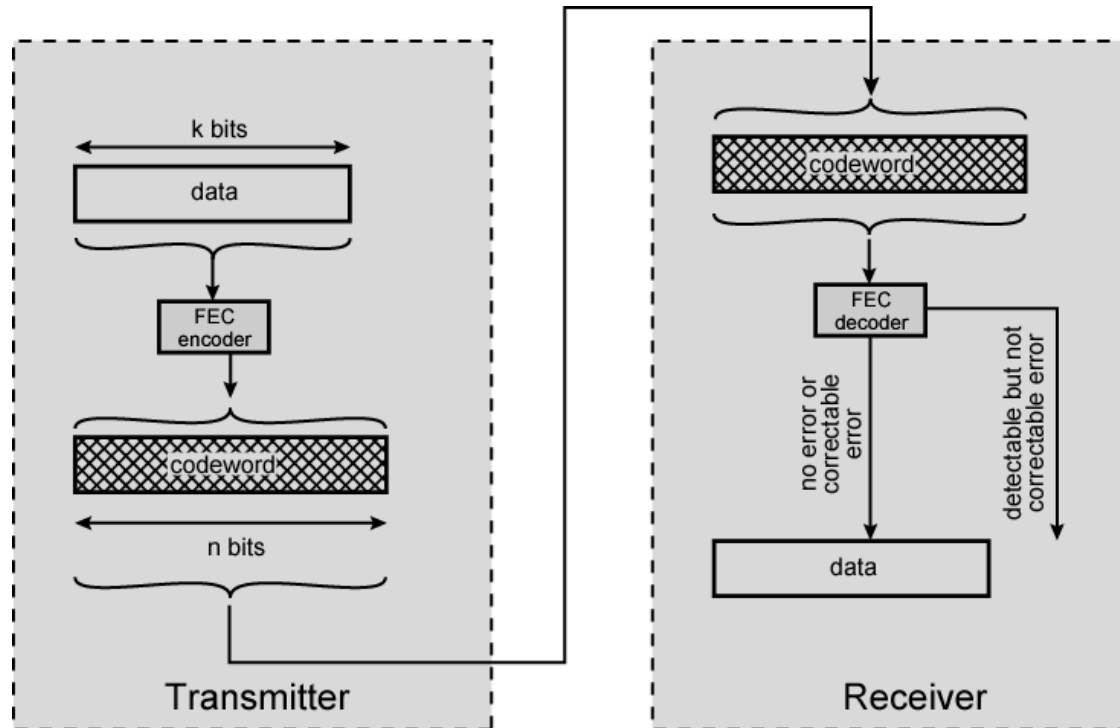 k bits
data
FEC
encoder
codeword
n bits
Transmitter
codeword
FEC
decoder
no error or
correctable
error
detectable but not
correctable error
data
Receiver